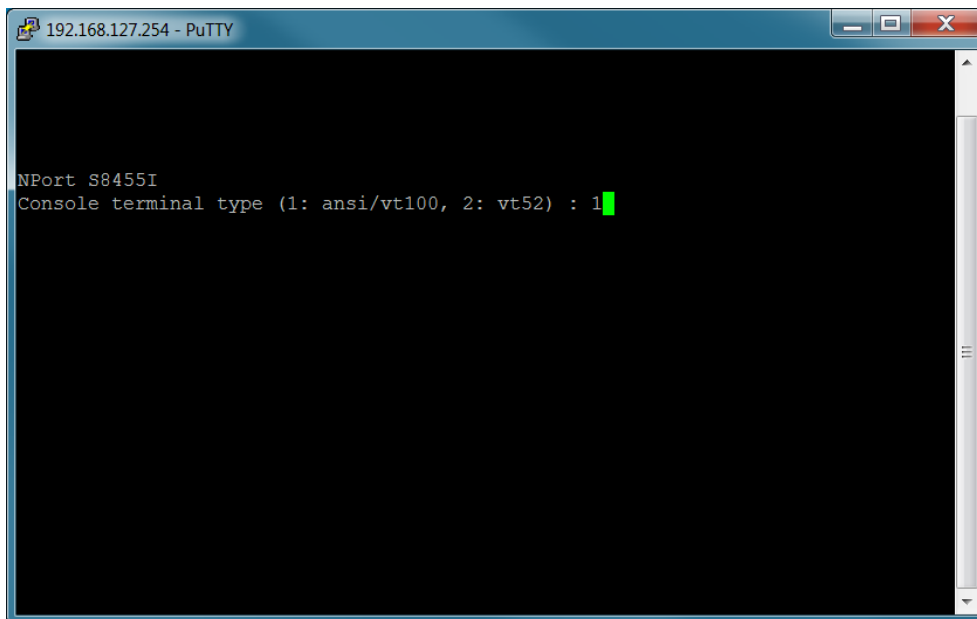 192.168.127.254 - PuTTY
NPort S8455I
Console terminal type (1: ansi/vt100, 2: vt52) : 1